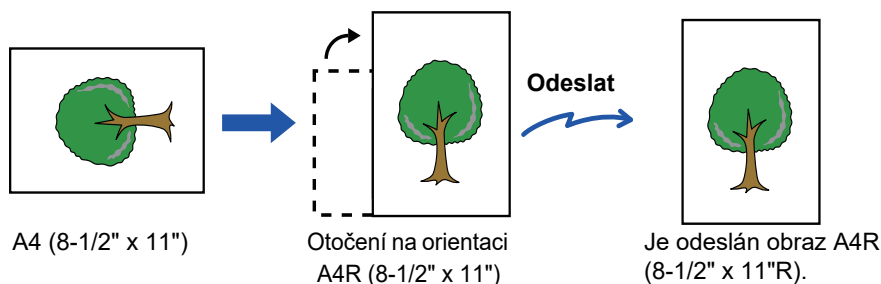 Odeslat
A4 (8-1/2" x 11")
Otočení na orientaci
A4R (8-1/2" x 11")
Je odeslán obraz A4R
(8-1/2" x 11"R).